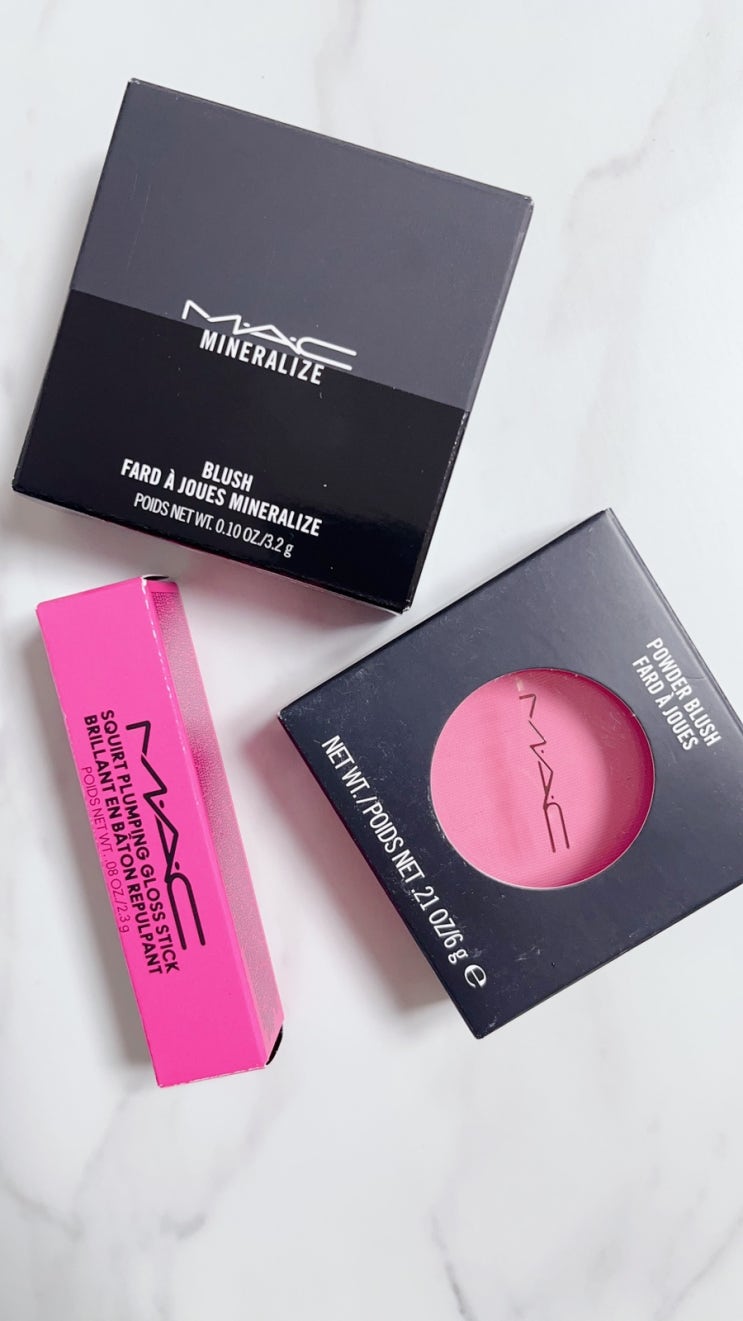 MAC
MINERALIZE
BLUSH
FARD À JOUES MINERALIZE
POIDS NET WT. 0.10 OZ./3.2 g
MAC
SQUIRT PLUMPING GLOSS STICK
BRILLANT EN BÂTON REPULPANT
POIDS NET WT. .08 OZ./2.3 g
POWDER BLUSH
FARD À JOUES
MAC
NET WT. / POIDS NET .21 OZ/6 g ℮